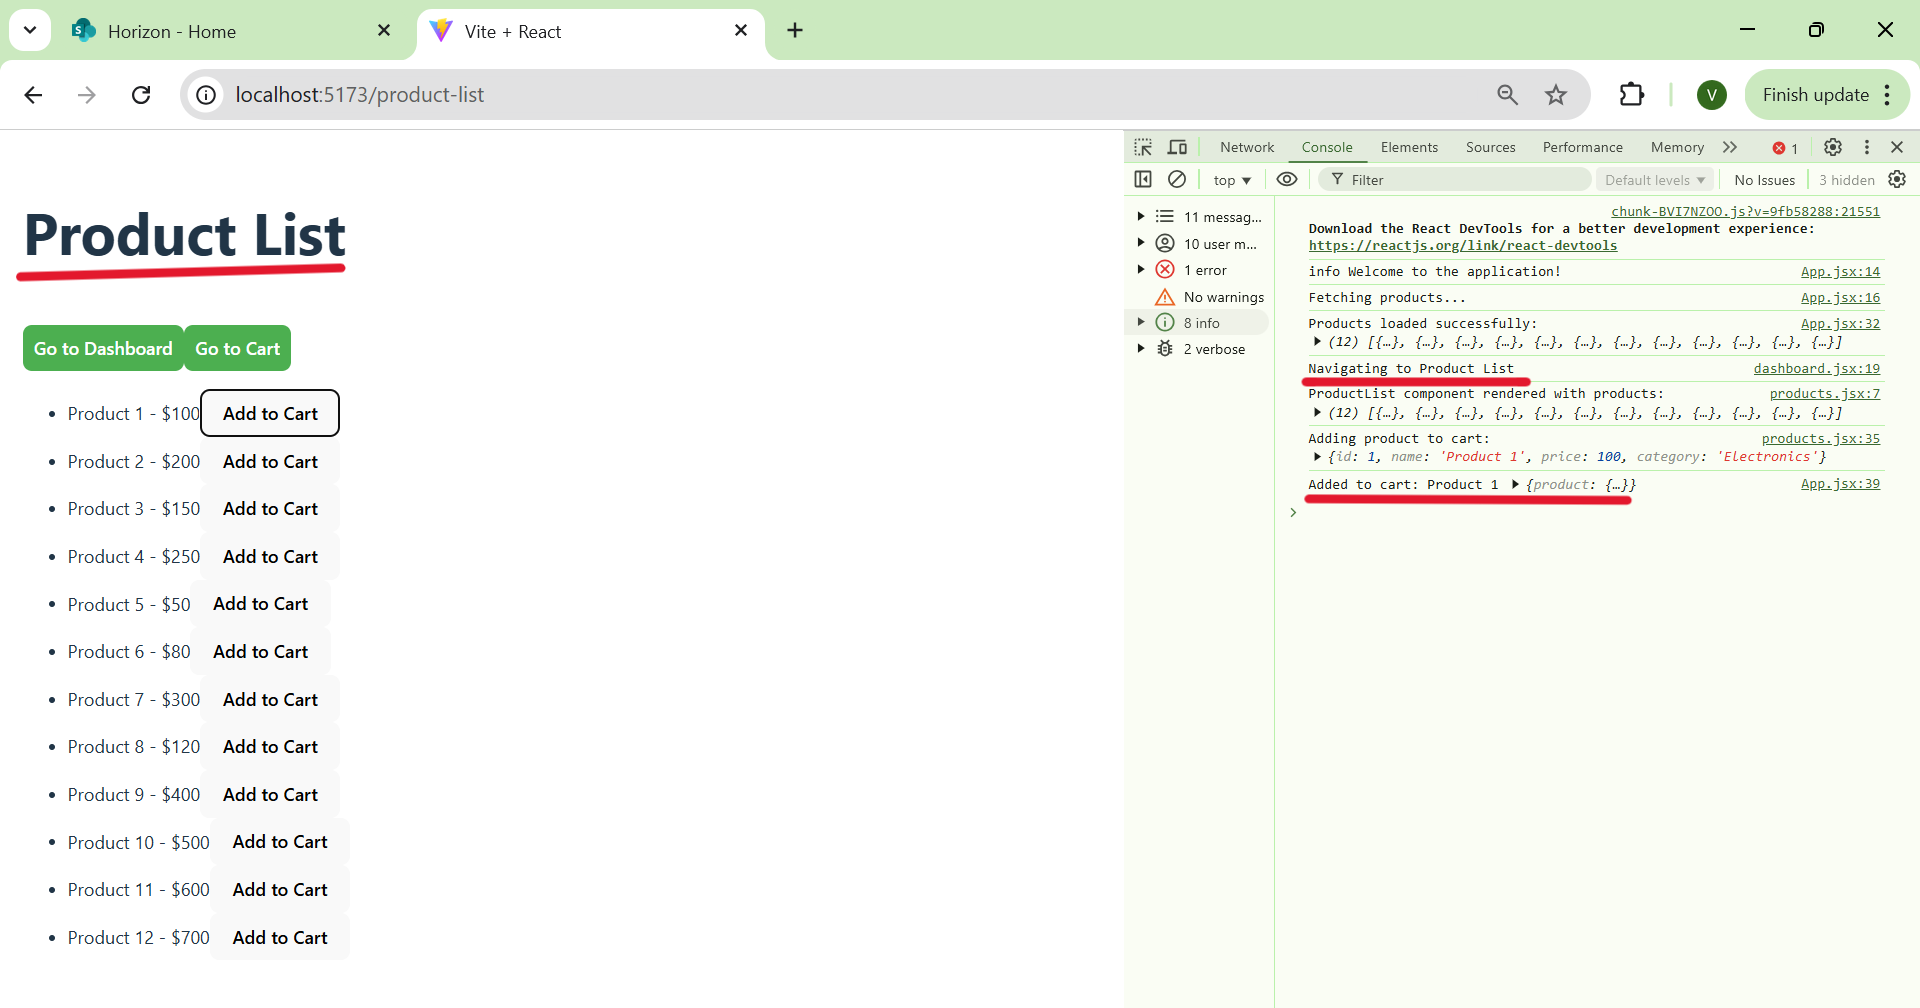 Horizon - Home
Vite + React
localhost:5173/product-list
V
Finish update
Product List
Go to Dashboard
Go to Cart
Product 1 - $100 Add to Cart
Product 2 - $200 Add to Cart
Product 3 - $150 Add to Cart
Product 4 - $250 Add to Cart
Product 5 - $50 Add to Cart
Product 6 - $80 Add to Cart
Product 7 - $300 Add to Cart
Product 8 - $120 Add to Cart
Product 9 - $400 Add to Cart
Product 10 - $500 Add to Cart
Product 11 - $600 Add to Cart
Product 12 - $700 Add to Cart
Network Console Elements Sources Performance Memory 1
top Filter Default levels No Issues 3 hidden
11 messag...
10 user m...
1 error
No warnings
8 info
2 verbose
chunk-BVI7NZOO.js?v=9fb58288:21551
Download the React DevTools for a better development experience:
https://reactjs.org/link/react-devtools
info Welcome to the application! App.jsx:14
Fetching products... App.jsx:16
Products loaded successfully: App.jsx:32
(12) [{…}, {…}, {…}, {…}, {…}, {…}, {…}, {…}, {…}, {…}, {…}, {…}]
Navigating to Product List dashboard.jsx:19
ProductList component rendered with products: products.jsx:7
(12) [{…}, {…}, {…}, {…}, {…}, {…}, {…}, {…}, {…}, {…}, {…}, {…}]
Adding product to cart: products.jsx:35
{id: 1, name: 'Product 1', price: 100, category: 'Electronics'}
Added to cart: Product 1 {product: {…}} App.jsx:39